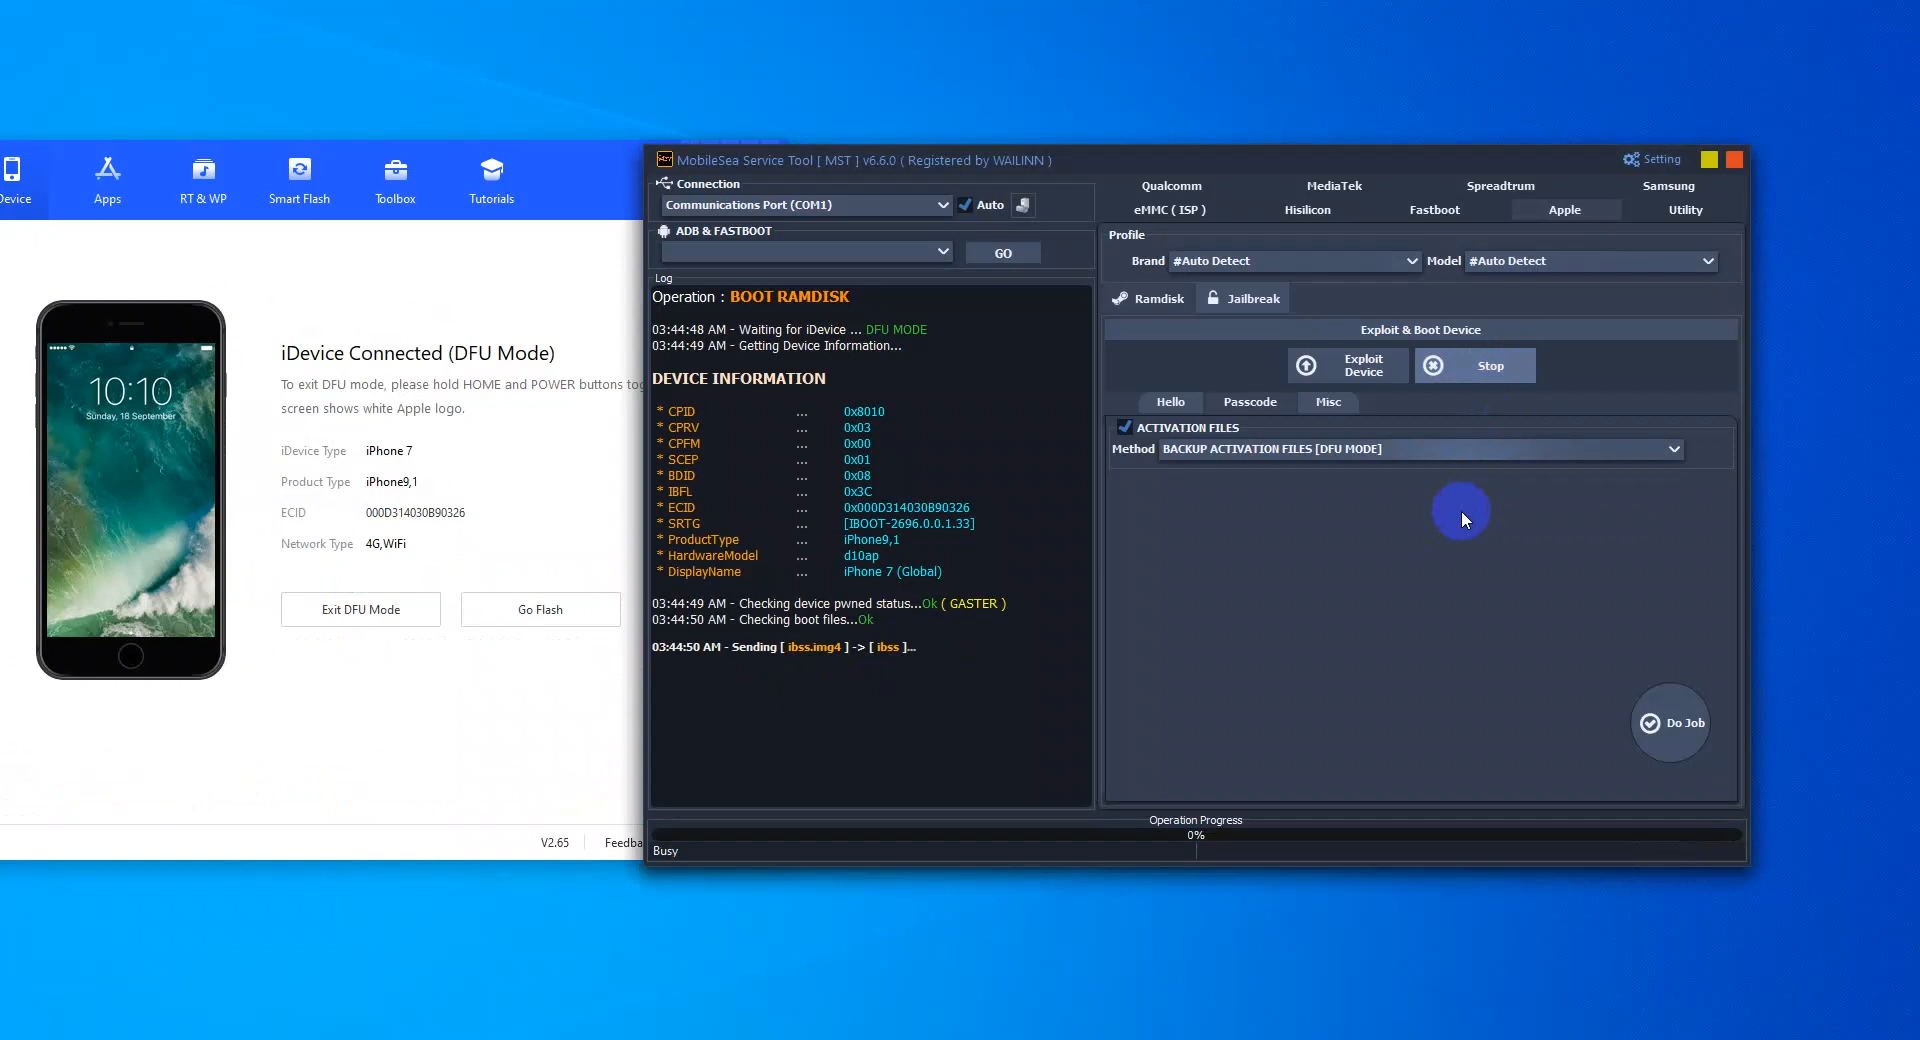 Device
Apps
RT & WP
Smart Flash
Toolbox
Tutorials
10:10
Sunday, 18 September
iDevice Connected (DFU Mode)
To exit DFU mode, please hold HOME and POWER buttons tog
screen shows white Apple logo.
iDevice Type iPhone 7
Product Type iPhone9,1
ECID 000D314030B90326
Network Type 4G,WiFi
Exit DFU Mode
Go Flash
V2.65
Feedba
MobileSea Service Tool [ MST ] v6.6.0 ( Registered by WAILINN )
Setting
Connection
Communications Port (COM1)
Auto
ADB & FASTBOOT
GO
Log
Operation : BOOT RAMDISK
03:44:48 AM - Waiting for iDevice ... DFU MODE
03:44:49 AM - Getting Device Information...
DEVICE INFORMATION
* CPID ... 0x8010
* CPRV ... 0x03
* CPFM ... 0x00
* SCEP ... 0x01
* BDID ... 0x08
* IBFL ... 0x3C
* ECID ... 0x000D314030B90326
* SRTG ... [IBOOT-2696.0.0.1.33]
* ProductType ... iPhone9,1
* HardwareModel ... d10ap
* DisplayName ... iPhone 7 (Global)
03:44:49 AM - Checking device pwned status...Ok ( GASTER )
03:44:50 AM - Checking boot files...Ok
03:44:50 AM - Sending [ ibss.img4 ] -> [ ibss ]...
Qualcomm
MediaTek
Spreadtrum
Samsung
eMMC ( ISP )
Hisilicon
Fastboot
Apple
Utility
Profile
Brand #Auto Detect
Model #Auto Detect
Ramdisk
Jailbreak
Exploit & Boot Device
Exploit
Device
Stop
Hello
Passcode
Misc
ACTIVATION FILES
Method BACKUP ACTIVATION FILES [DFU MODE]
Do Job
Operation Progress
0%
Busy